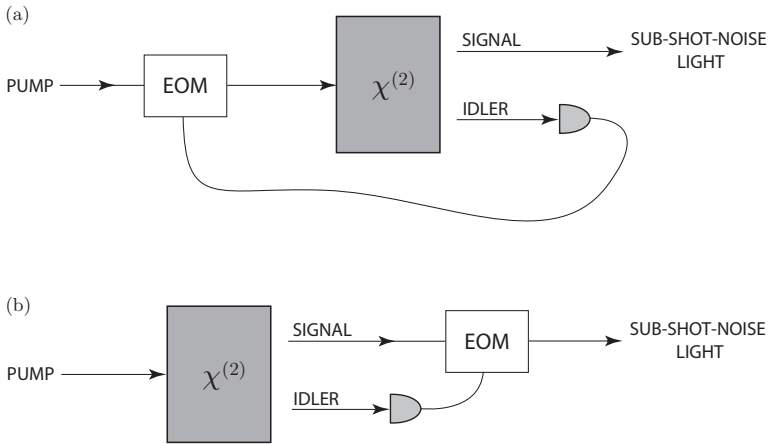 (a)
SIGNAL
SUB-SHOT-NOISE
LIGHT
PUMP
EOM
χ(2)
IDLER
(b)
SIGNAL
EOM
SUB-SHOT-NOISE
LIGHT
PUMP
χ(2)
IDLER